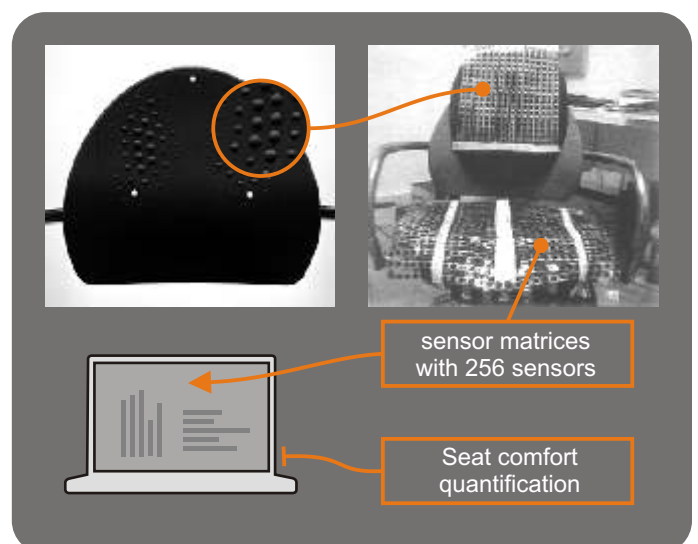 sensor matrices
with 256 sensors
Seat comfort
quantification